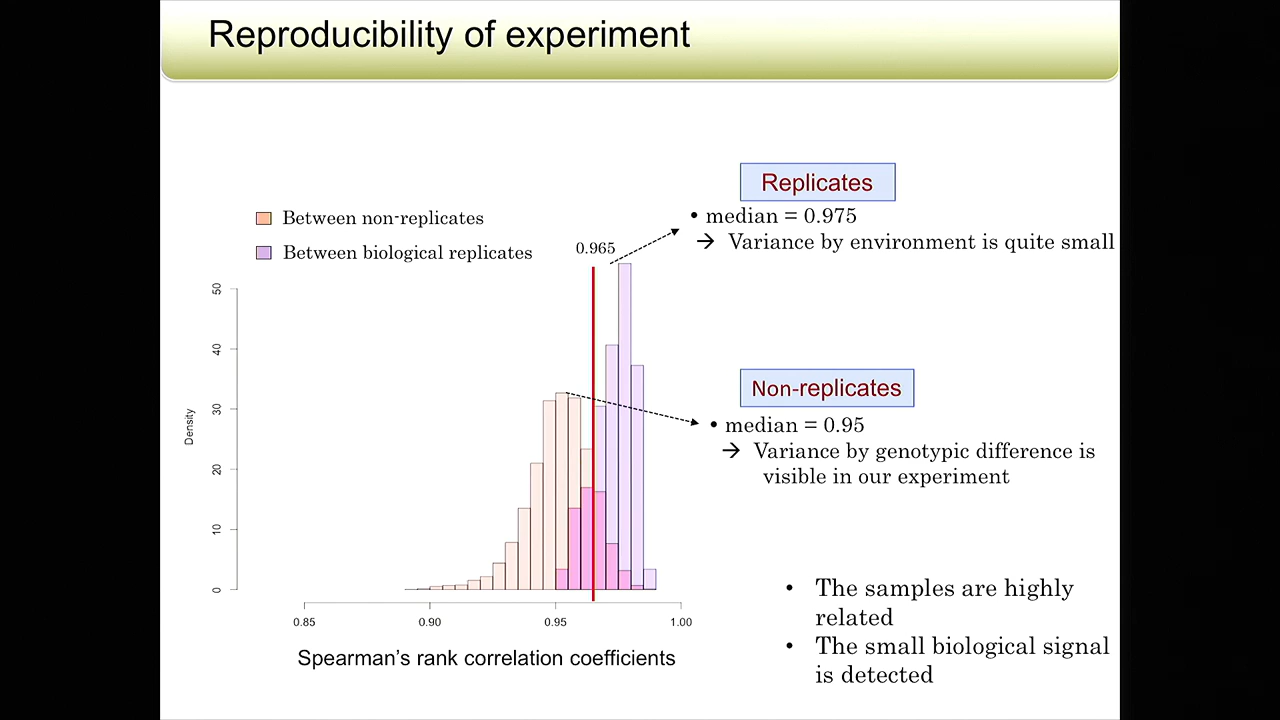 Reproducibility of experiment
Between non-replicates
Between biological replicates
0.965
Replicates
• median = 0.975
→ Variance by environment is quite small
Non-replicates
• median = 0.95
→ Variance by genotypic difference is
visible in our experiment
50
40
30
20
10
0
Density
0.85
0.90
0.95
1.00
Spearman’s rank correlation coefficients
• The samples are highly
related
• The small biological signal
is detected